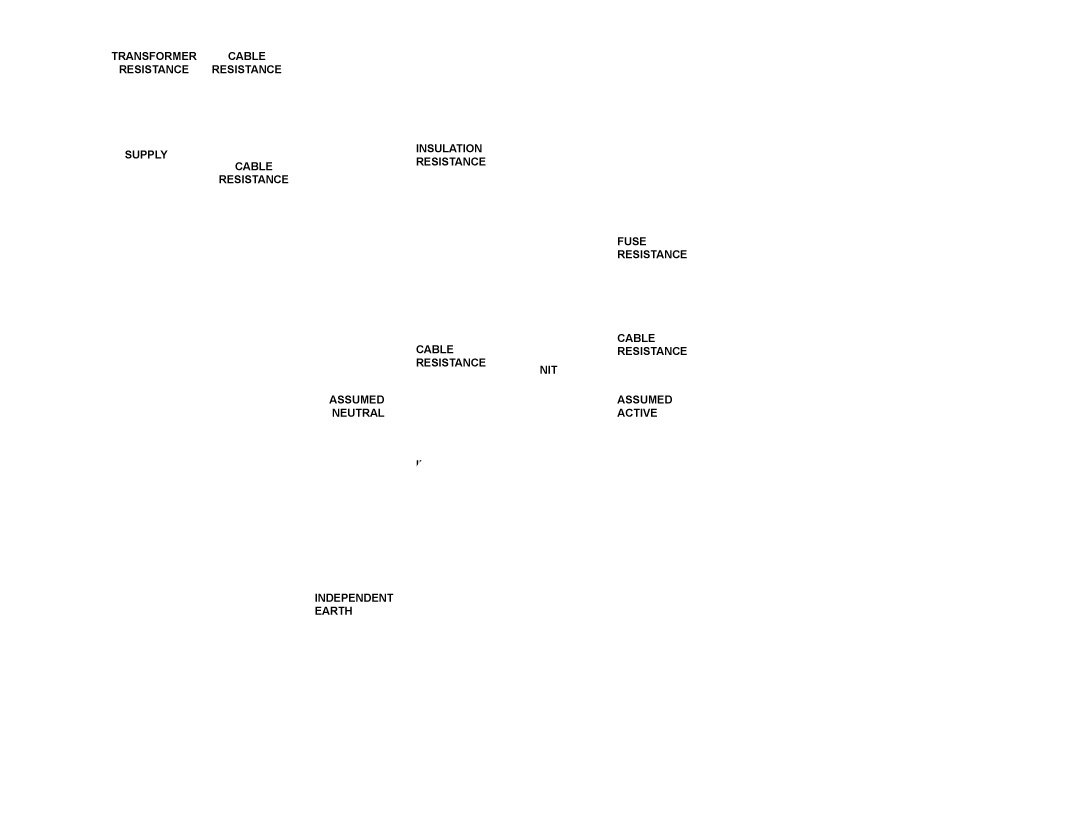 TRANSFORMER
RESISTANCE
CABLE
RESISTANCE
SUPPLY
CABLE
RESISTANCE
INSULATION
RESISTANCE
FUSE
RESISTANCE
CABLE
RESISTANCE
CABLE
RESISTANCE
NIT
ASSUMED
NEUTRAL
ASSUMED
ACTIVE
r
INDEPENDENT
EARTH